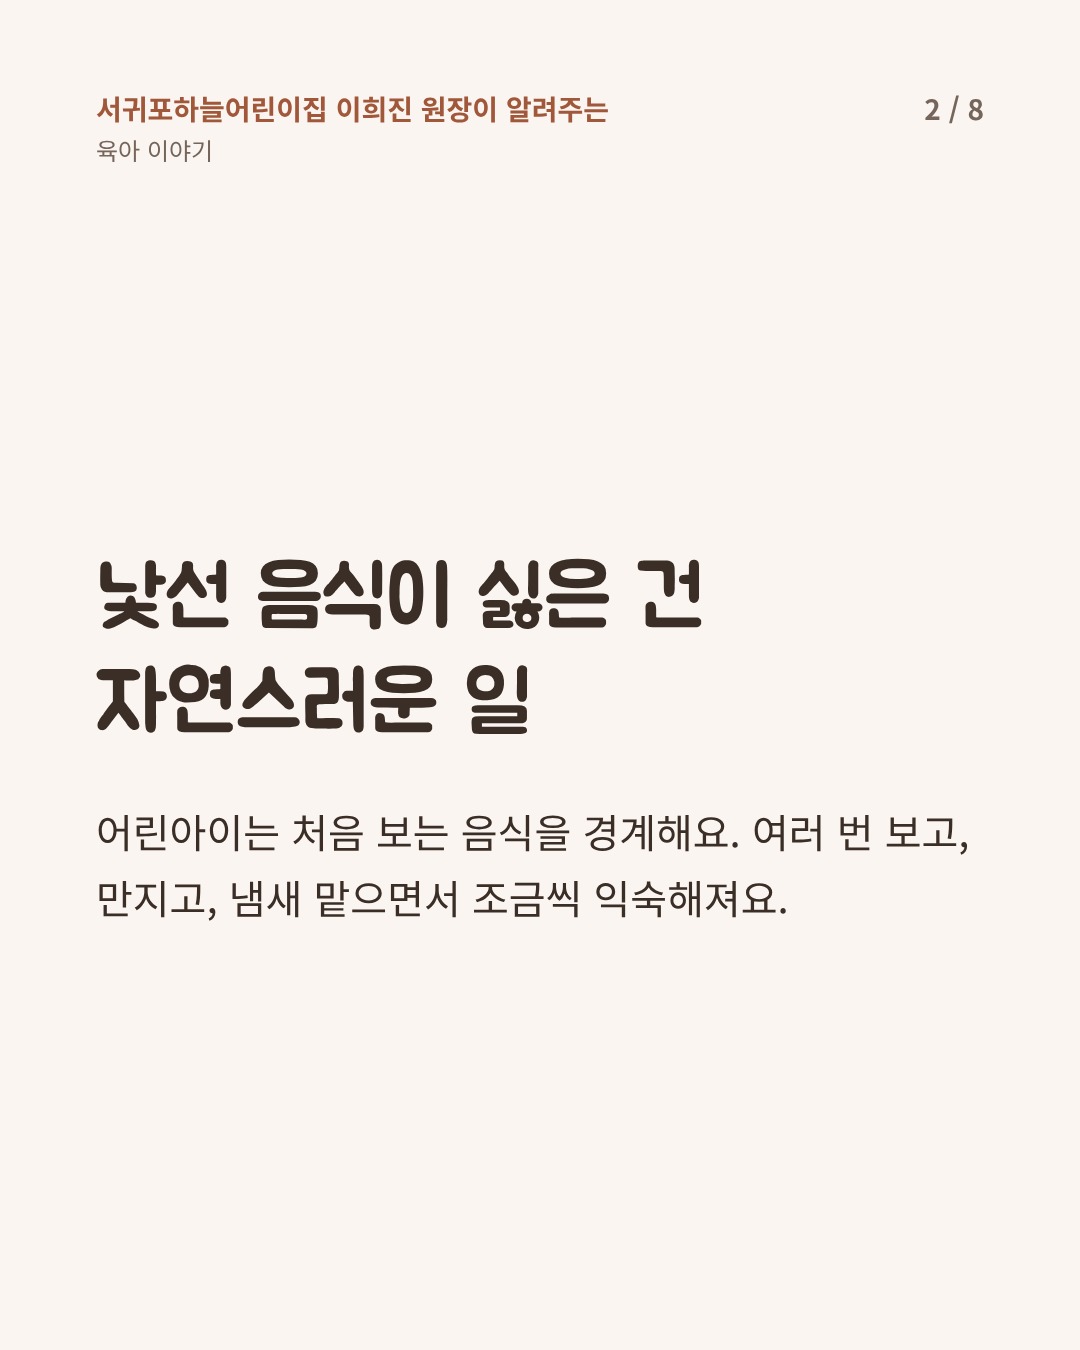 서귀포하늘어린이집 이희진 원장이 알려주는
2 / 8
육아 이야기
낯선 음식이 싫은 건
자연스러운 일
어린아이는 처음 보는 음식을 경계해요. 여러 번 보고,
만지고, 냄새 맡으면서 조금씩 익숙해져요.